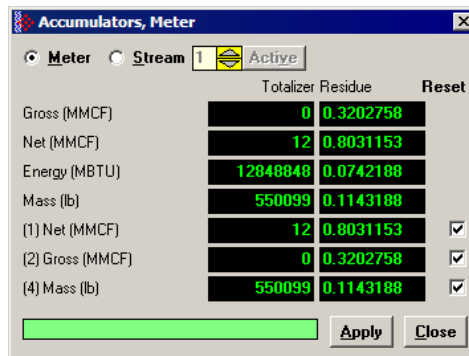 Accumulators, Meter
Meter Stream 1 Active
Totalizer Residue Reset
Gross (MMCF) 0 0.3202758
Net (MMCF) 12 0.8031153
Energy (MBTU) 12848848 0.0742188
Mass (lb) 550099 0.1143188
(1) Net (MMCF) 12 0.8031153
(2) Gross (MMCF) 0 0.3202758
(4) Mass (lb) 550099 0.1143188
Apply Close